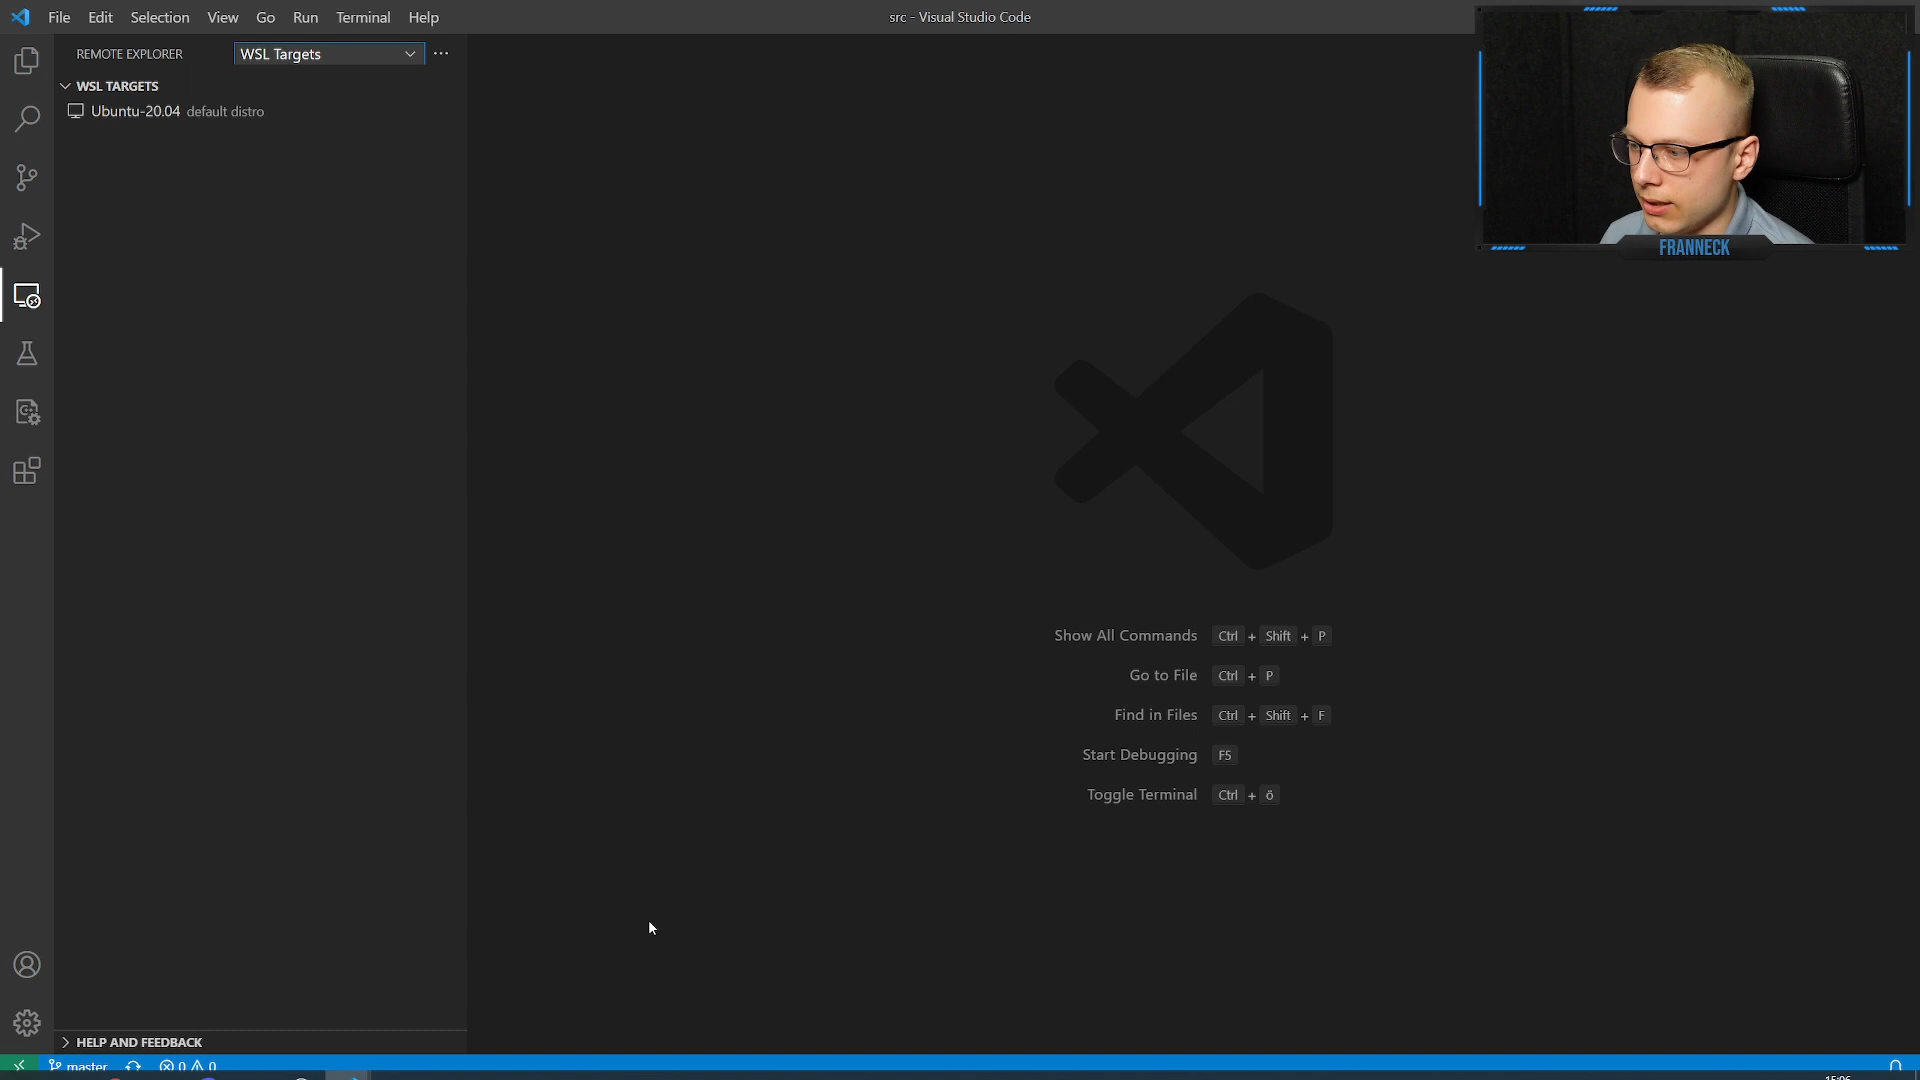 File Edit Selection View Go Run Terminal Help
src - Visual Studio Code
REMOTE EXPLORER
WSL Targets
WSL TARGETS
Ubuntu-20.04 default distro
FRANNECK
Show All Commands Ctrl + Shift + P
Go to File Ctrl + P
Find in Files Ctrl + Shift + F
Start Debugging F5
Toggle Terminal Ctrl + ö
HELP AND FEEDBACK
master 0 0
15:06